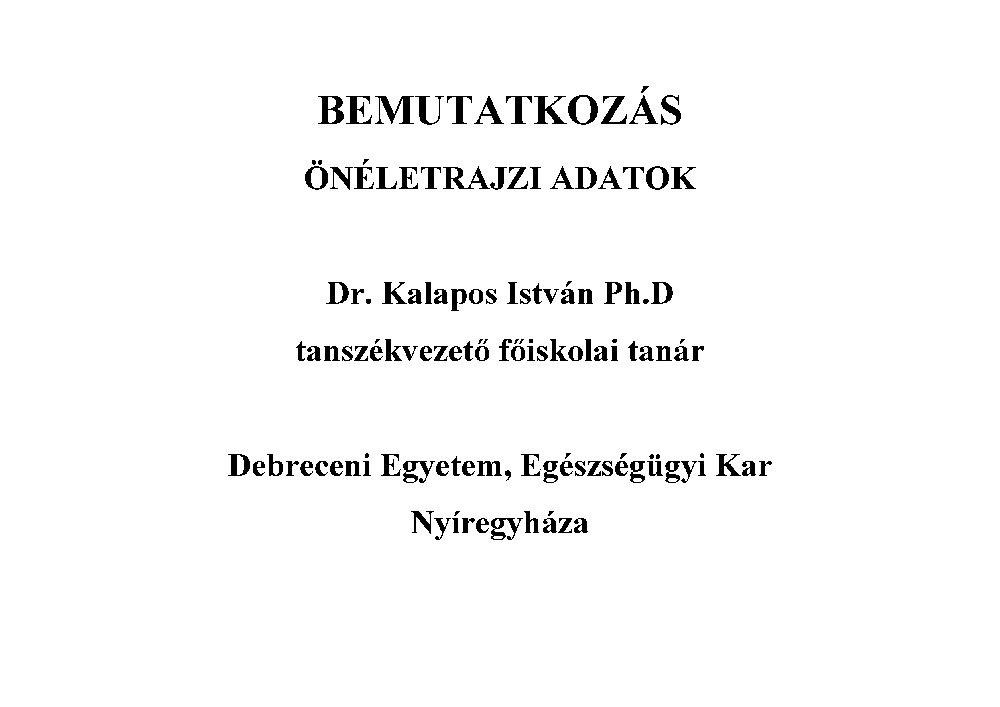 BEMUTATKOZÁS
ÖNÉLETRAJZI ADATOK
Dr. Kalapos István Ph.D
tanszékvezető főiskolai tanár
Debreceni Egyetem, Egészségügyi Kar
Nyíregyháza